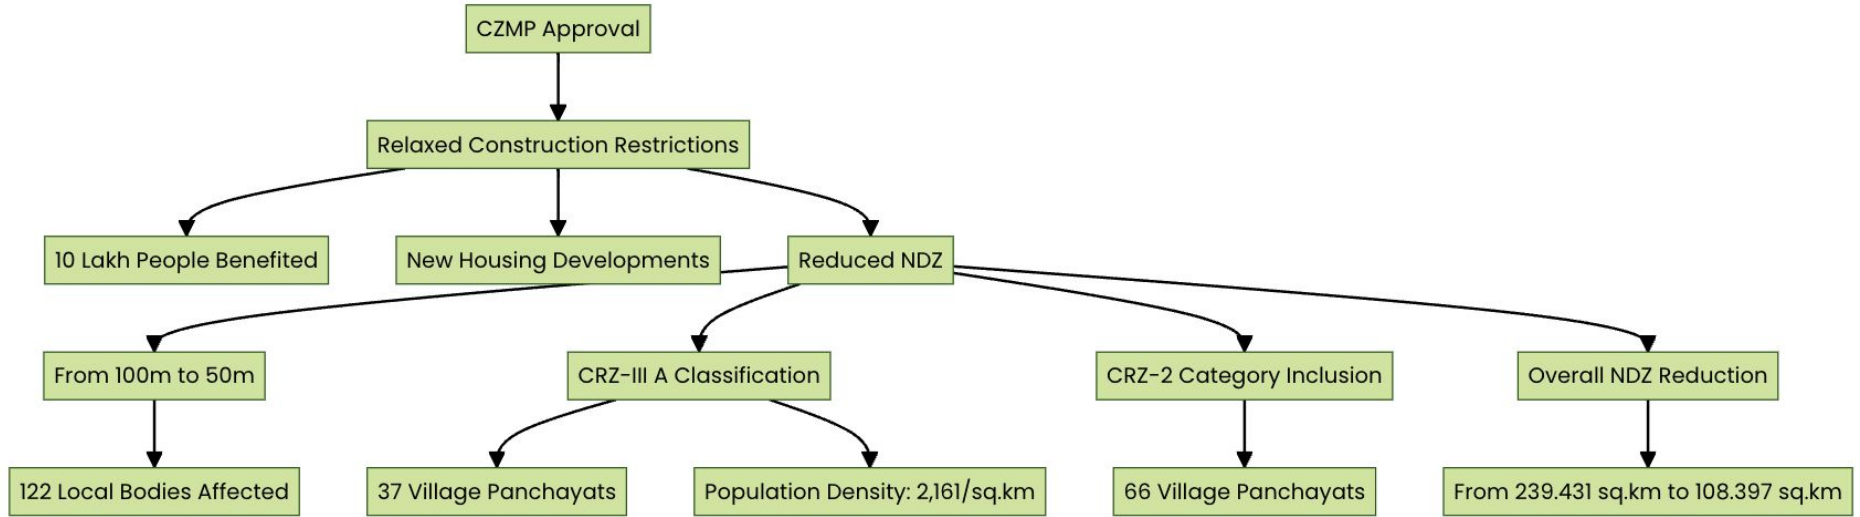 CZMP Approval
Relaxed Construction Restrictions
10 Lakh People Benefited
New Housing Developments
Reduced NDZ
From 100m to 50m
CRZ-III A Classification
CRZ-2 Category Inclusion
Overall NDZ Reduction
122 Local Bodies Affected
37 Village Panchayats
Population Density: 2,161/sq.km
66 Village Panchayats
From 239.431 sq.km to 108.397 sq.km